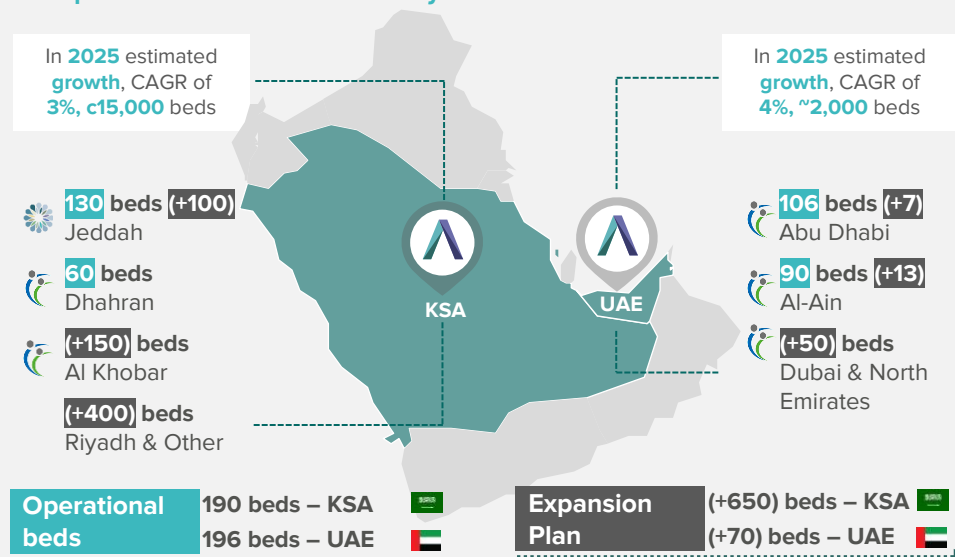 In 2025 estimated
growth, CAGR of
3%, c15,000 beds
In 2025 estimated
growth, CAGR of
4%, ~2,000 beds
130 beds (+100)
Jeddah
60 beds
Dhahran
(+150) beds
Al Khobar
(+400) beds
Riyadh & Other
KSA
UAE
106 beds (+7)
Abu Dhabi
90 beds (+13)
Al-Ain
(+50) beds
Dubai & North
Emirates
Operational
beds
190 beds – KSA
196 beds – UAE
Expansion
Plan
(+650) beds – KSA
(+70) beds – UAE